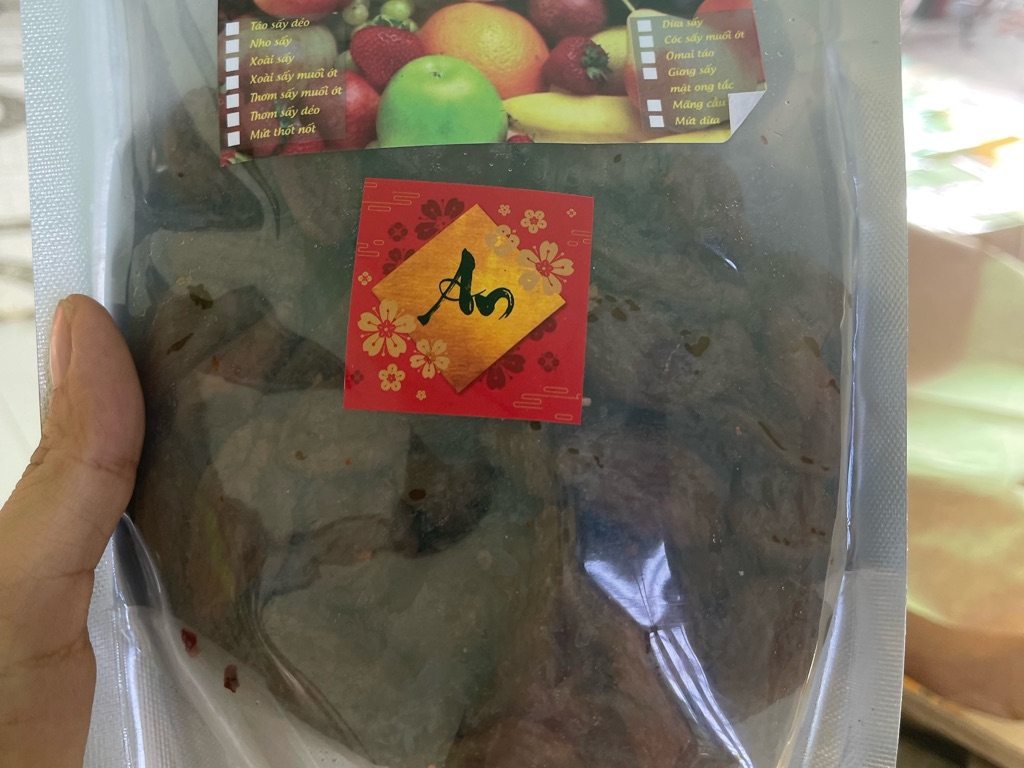 Táo sấy dẻo
Nho sấy
Xoài sấy
Xoài sấy muối ớt
Thơm sấy muối ớt
Thơm sấy dẻo
Mứt thốt nốt
Dừa sấy
Cóc sấy muối ớt
Ômai táo
Gừng sấy
mật ong tắc
Mãng cầu
Mứt dừa
An